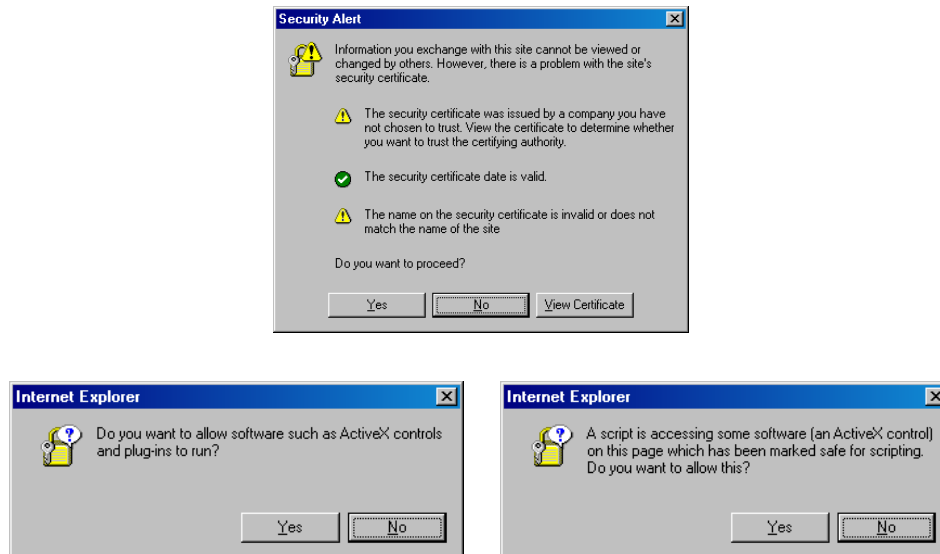 Security Alert
Information you exchange with this site cannot be viewed or
changed by others. However, there is a problem with the site's
security certificate.
The security certificate was issued by a company you have
not chosen to trust. View the certificate to determine whether
you want to trust the certifying authority.
The security certificate date is valid.
The name on the security certificate is invalid or does not
match the name of the site
Do you want to proceed?
Yes No View Certificate
Internet Explorer
Do you want to allow software such as ActiveX controls
and plug-ins to run?
Yes No
Internet Explorer
A script is accessing some software (an ActiveX control)
on this page which has been marked safe for scripting.
Do you want to allow this?
Yes No